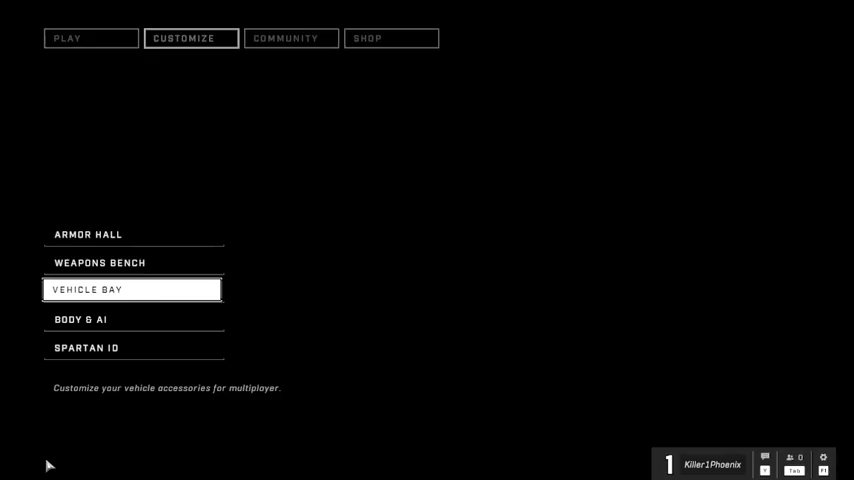 PLAY
CUSTOMIZE
COMMUNITY
SHOP
ARMOR HALL
WEAPONS BENCH
VEHICLE BAY
BODY & AI
SPARTAN ID
Customize your vehicle accessories for multiplayer.
1
Killer1Phoenix
Y
0
Tab
F1